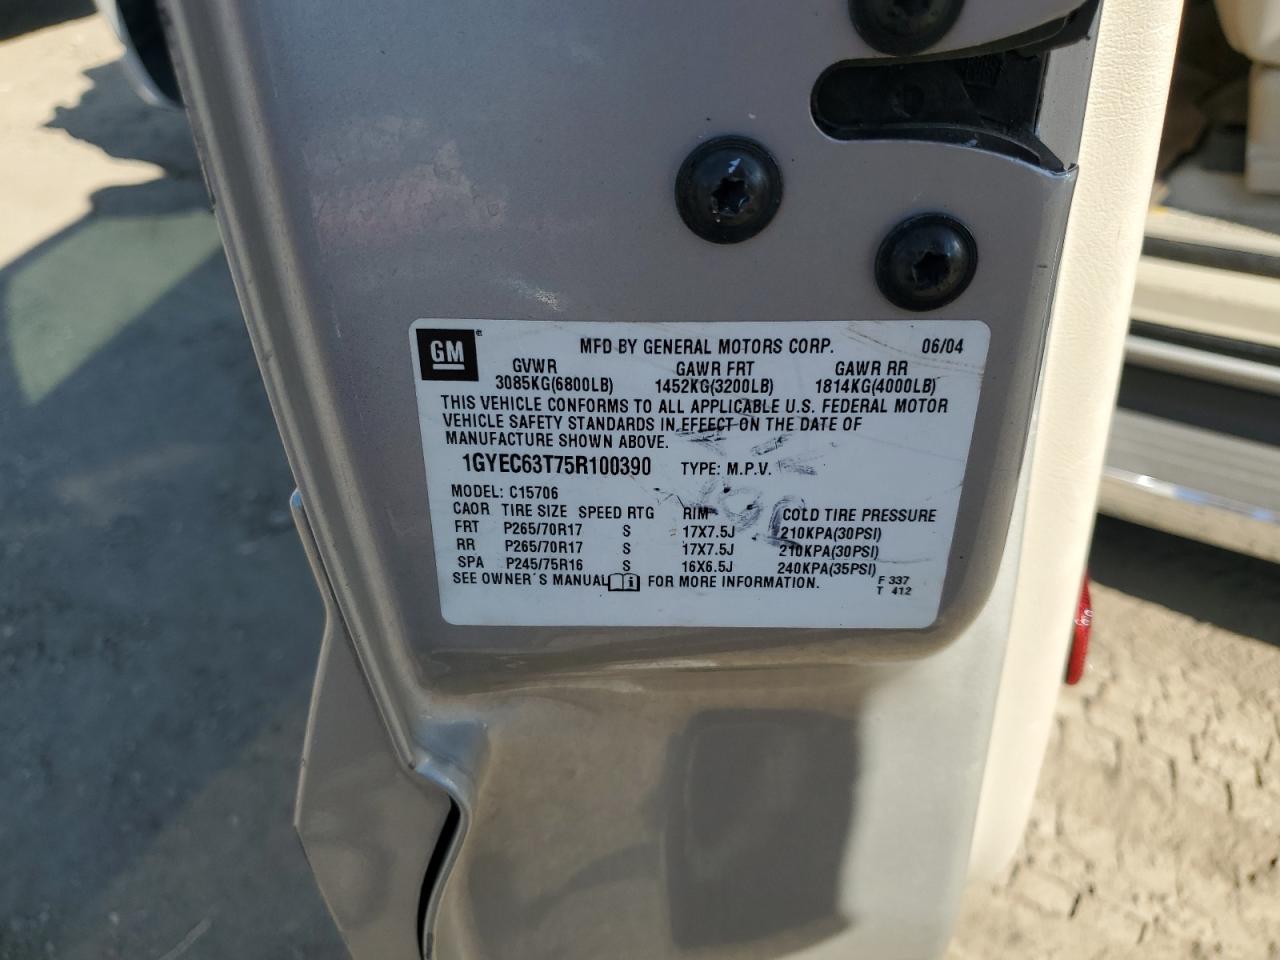 GM MFD BY GENERAL MOTORS CORP. 06/04
GVWR GAWR FRT GAWR RR
3085KG(6800LB) 1452KG(3200LB) 1814KG(4000LB)
THIS VEHICLE CONFORMS TO ALL APPLICABLE U.S. FEDERAL MOTOR
VEHICLE SAFETY STANDARDS IN EFFECT ON THE DATE OF
MANUFACTURE SHOWN ABOVE.
1GYEC63T75R100390 TYPE: M.P.V.
MODEL: C15706
CAOR TIRE SIZE SPEED RTG RIM COLD TIRE PRESSURE
FRT P265/70R17 S 17X7.5J 210KPA(30PSI)
RR P265/70R17 S 17X7.5J 210KPA(30PSI)
SPA P245/75R16 S 16X6.5J 240KPA(35PSI)
SEE OWNER'S MANUAL FOR MORE INFORMATION. F 337
T 412